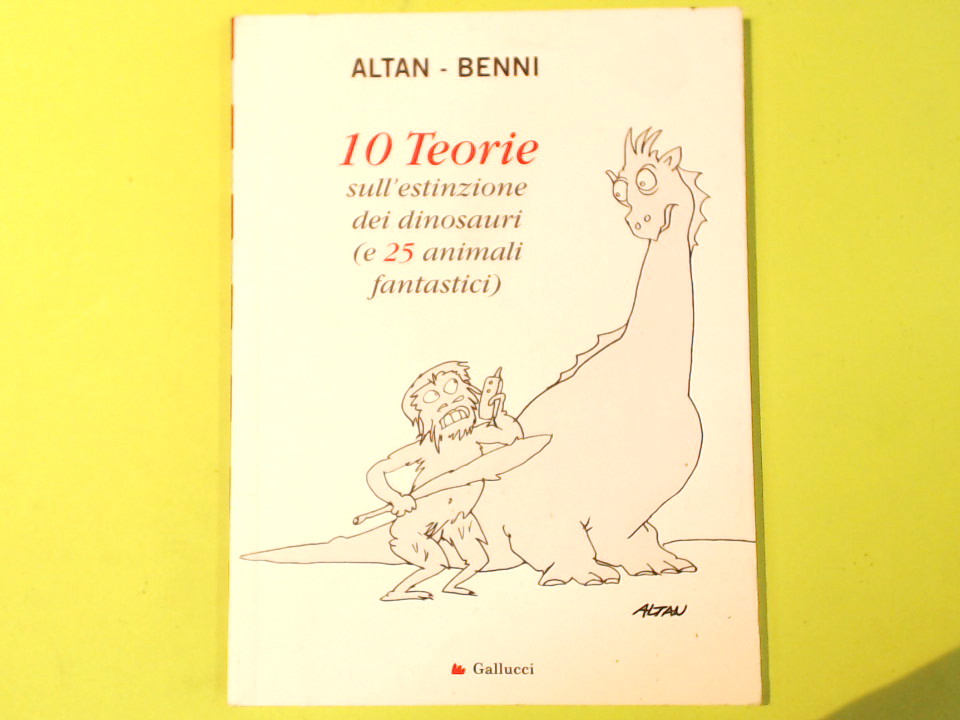 ALTAN - BENNI
10 Teorie
sull'estinzione
dei dinosauri
(e 25 animali
fantastici)
ALTAN
Gallucci